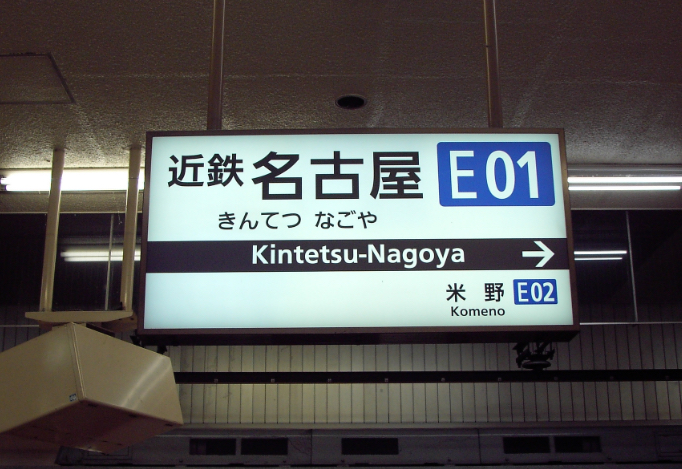 近鉄名古屋 E01
きんてつ なごや
Kintetsu-Nagoya →
米野 E02
Komeno